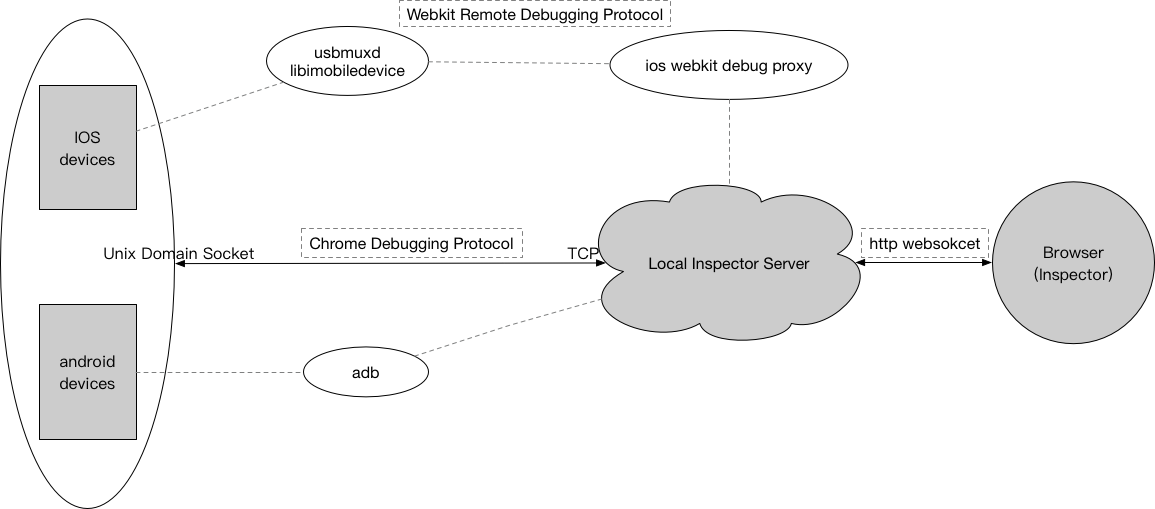 Webkit Remote Debugging Protocol
usbmuxd
libimobiledevice
ios webkit debug proxy
IOS
devices
Unix Domain Socket
Chrome Debugging Protocol
TCP
Local Inspector Server
http websokcet
Browser
(Inspector)
android
devices
adb